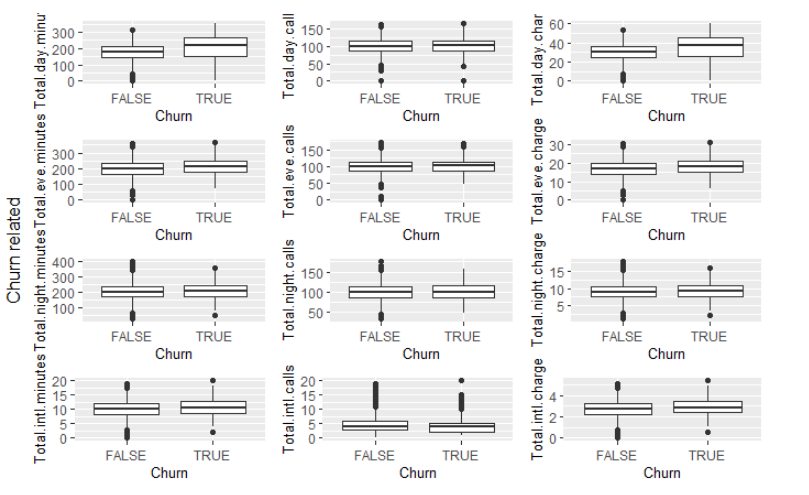 Churn related
Total.day.minu
300
200
100
0
FALSE TRUE
Churn
Total.day.calls
150
100
50
0
FALSE TRUE
Churn
Total.day.char
60
40
20
0
FALSE TRUE
Churn
Total.eve.minutes
300
200
100
0
FALSE TRUE
Churn
Total.eve.calls
150
100
50
0
FALSE TRUE
Churn
Total.eve.charge
30
20
10
0
FALSE TRUE
Churn
Total.night.minutes
400
300
200
100
FALSE TRUE
Churn
Total.night.calls
150
100
50
FALSE TRUE
Churn
Total.night.charge
15
10
5
FALSE TRUE
Churn
Total.intl.minutes
20
15
10
5
0
FALSE TRUE
Churn
Total.intl.calls
20
15
10
5
0
FALSE TRUE
Churn
Total.intl.charge
4
2
0
FALSE TRUE
Churn